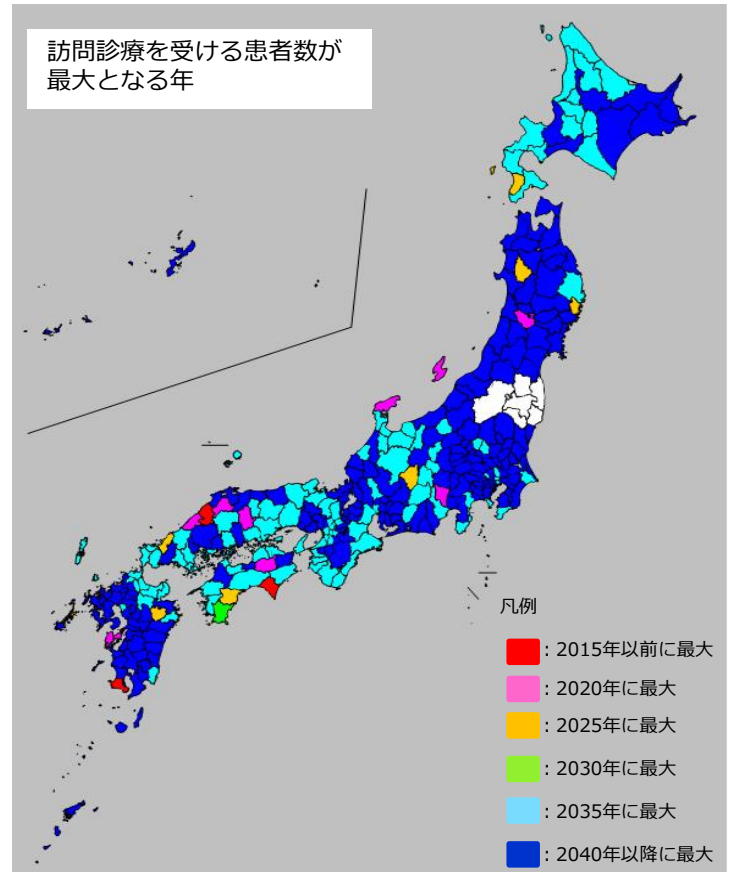 訪問診療を受ける患者数が
最大となる年
凡例
：2015年以前に最大
：2020年に最大
：2025年に最大
：2030年に最大
：2035年に最大
：2040年以降に最大